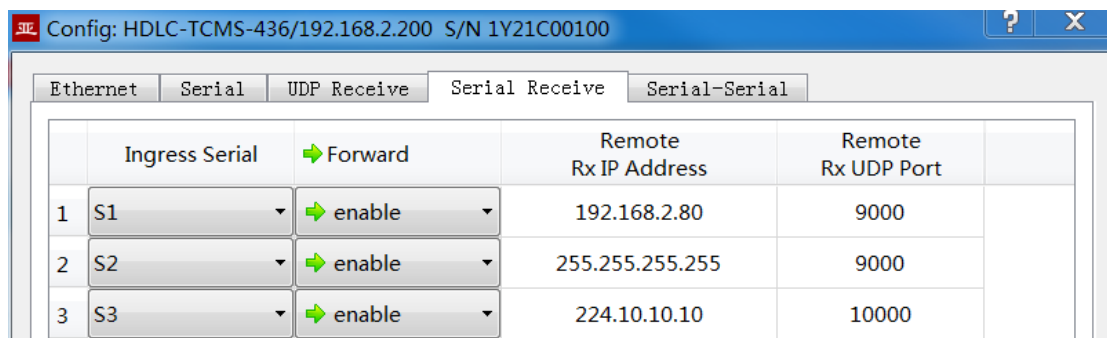 亚 Config: HDLC-TCMS-436/192.168.2.200 S/N 1Y21C00100 ? X
Ethernet Serial UDP Receive Serial Receive Serial-Serial
Ingress Serial Forward Remote Rx IP Address Remote Rx UDP Port
1 S1 enable 192.168.2.80 9000
2 S2 enable 255.255.255.255 9000
3 S3 enable 224.10.10.10 10000